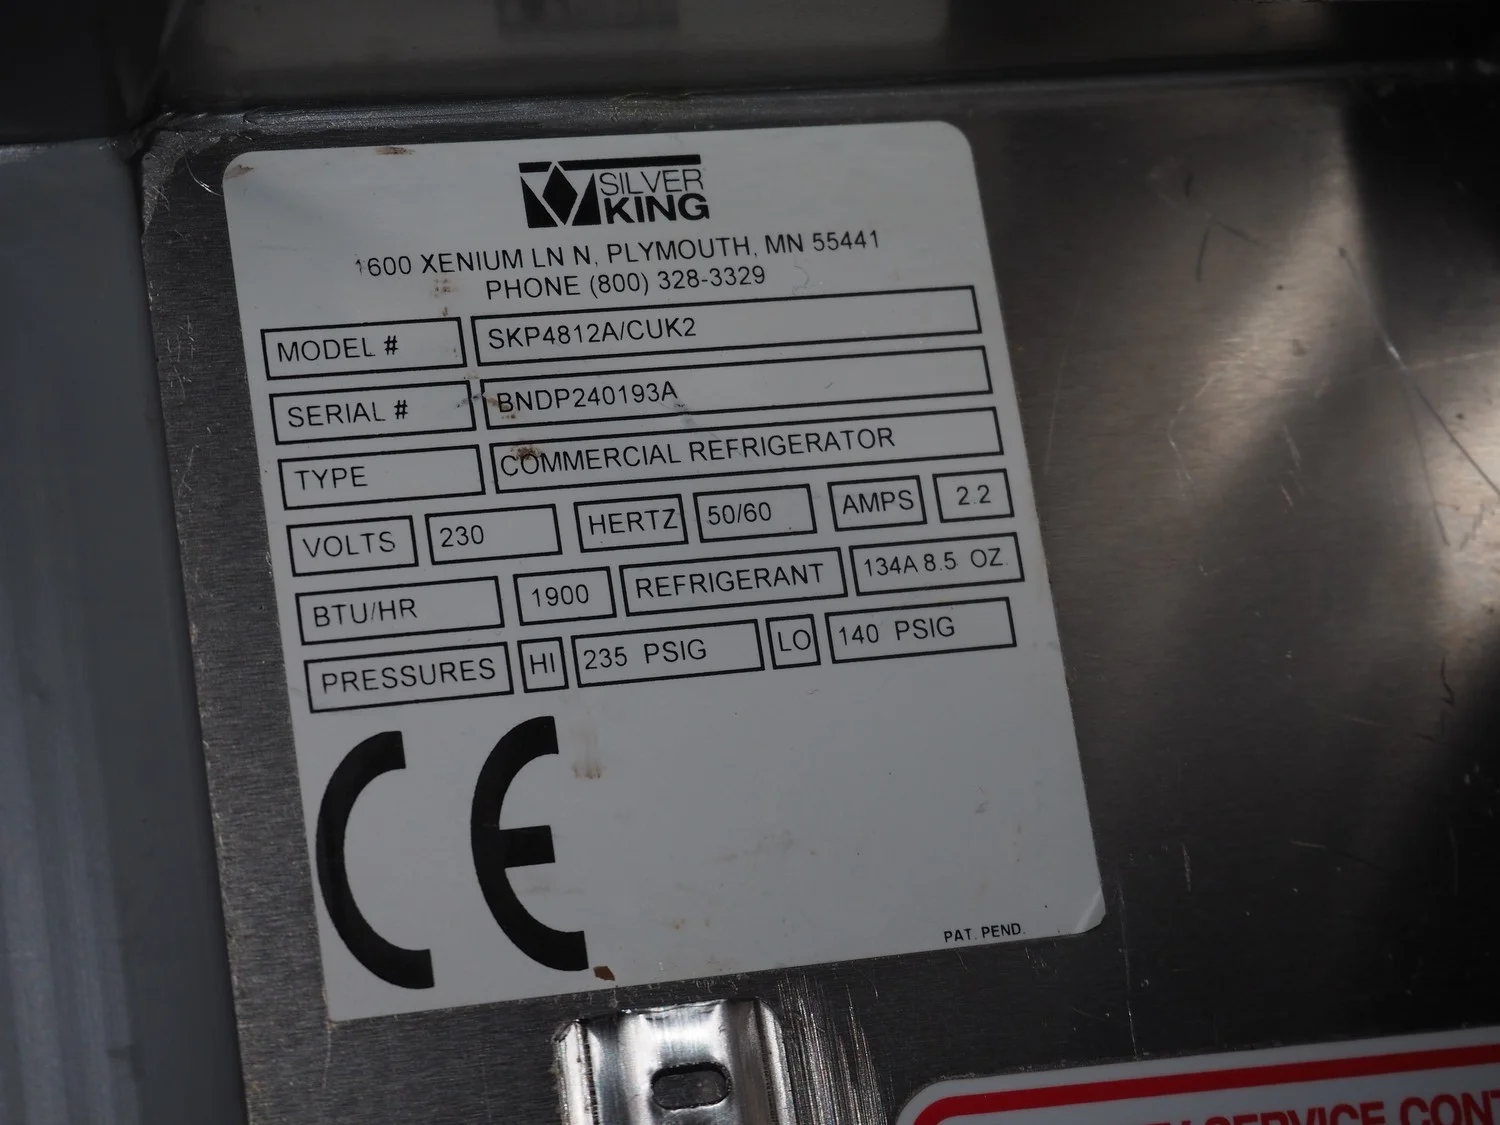 SILVER
KING
1600 XENIUM LN N, PLYMOUTH, MN 55441
PHONE (800) 328-3329
MODEL # SKP4812A/CUK2
SERIAL # BNDP240193A
TYPE COMMERCIAL REFRIGERATOR
VOLTS 230 HERTZ 50/60 AMPS 2.2
BTU/HR 1900 REFRIGERANT 134A 8.5 OZ.
PRESSURES HI 235 PSIG LO 140 PSIG
CE
PAT. PEND.
SERVICE